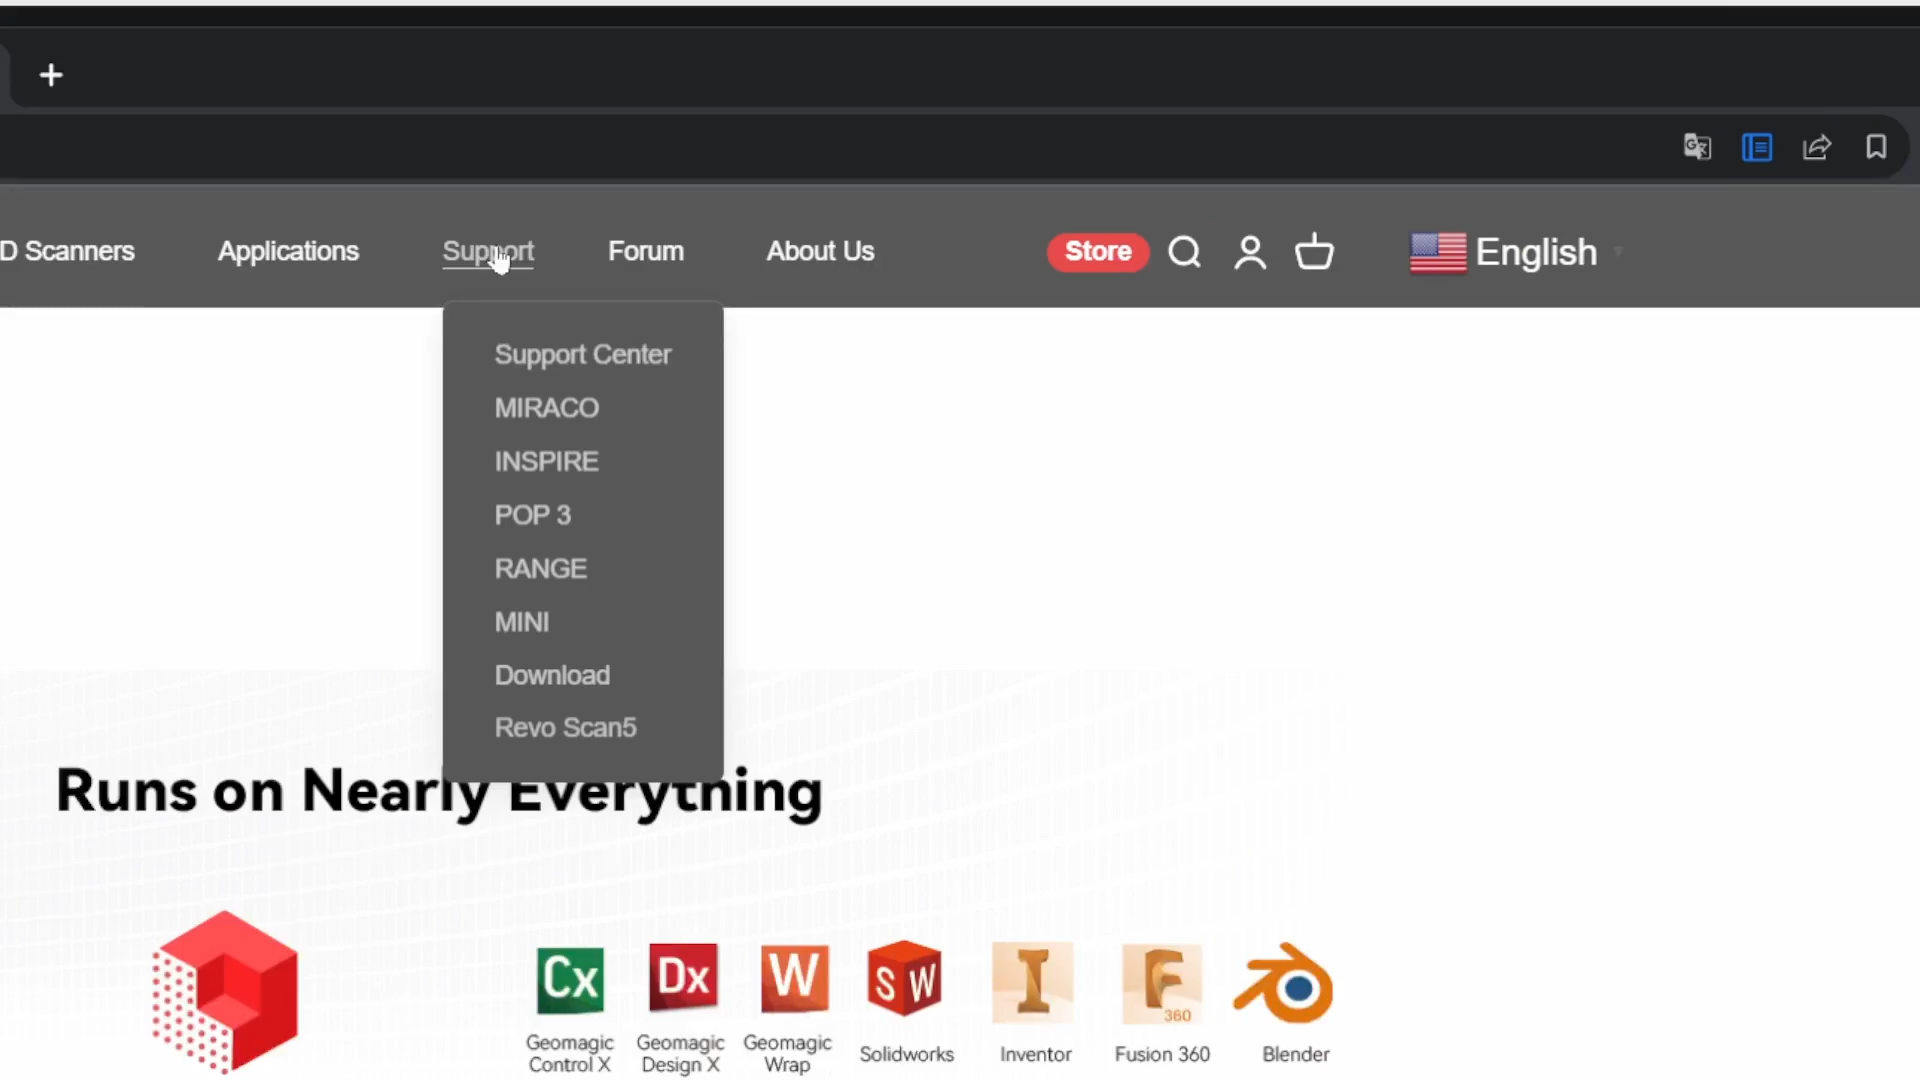 D Scanners Applications Support Forum About Us Store English
Support Center
MIRACO
INSPIRE
POP 3
RANGE
MINI
Download
Revo Scan5
Runs on Nearly Everything
Cx Dx W SW I F 360
Geomagic Control X
Geomagic Design X
Geomagic Wrap
Solidworks
Inventor
Fusion 360
Blender